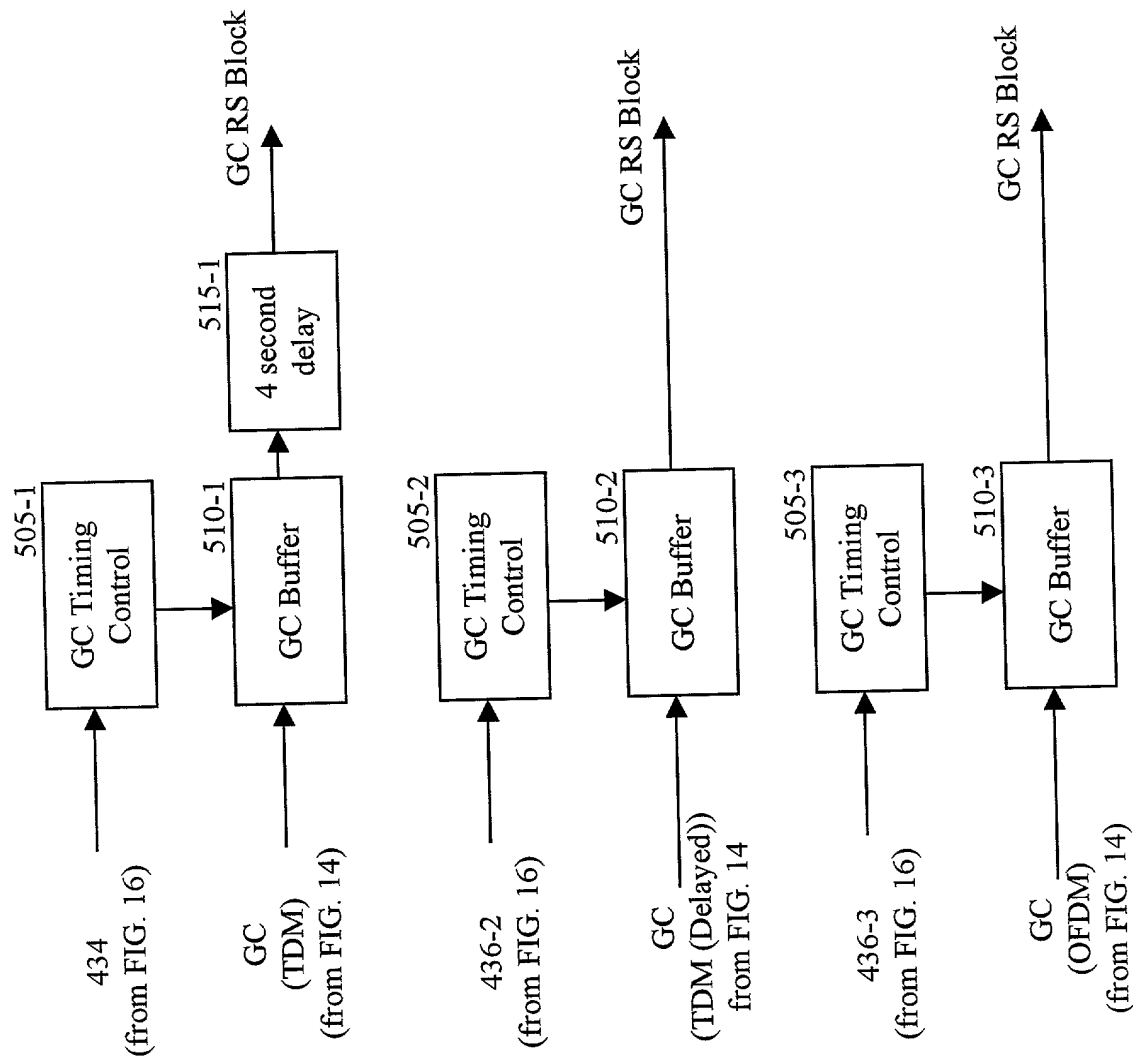 505-1
434
(from FIG. 16)
GC Timing
Control
510-1
515-1
GC
(TDM)
(from FIG. 14)
GC Buffer
4 second
delay
GC RS Block
505-2
436-2
(from FIG. 16)
GC Timing
Control
510-2
GC
(TDM (Delayed))
from FIG. 14
GC Buffer
GC RS Block
505-3
436-3
(from FIG. 16)
GC Timing
Control
510-3
GC
(OFDM)
(from FIG. 14)
GC Buffer
GC RS Block